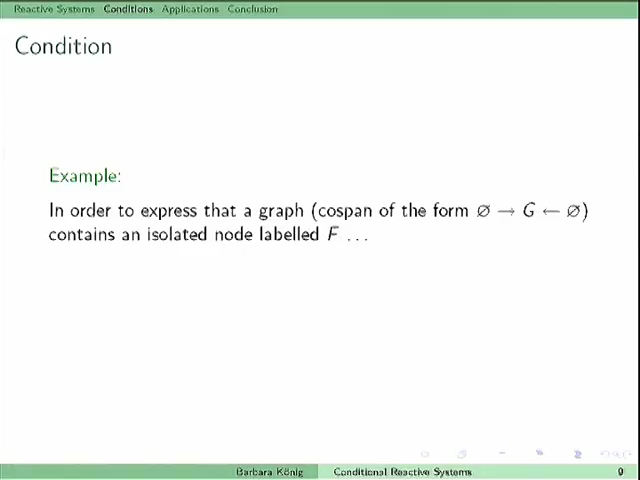 Reactive Systems Conditions Applications Conclusion
Condition
Example:
In order to express that a graph (cospan of the form ∅ → G ← ∅)
contains an isolated node labelled F ...
Barbara König Conditional Reactive Systems 9